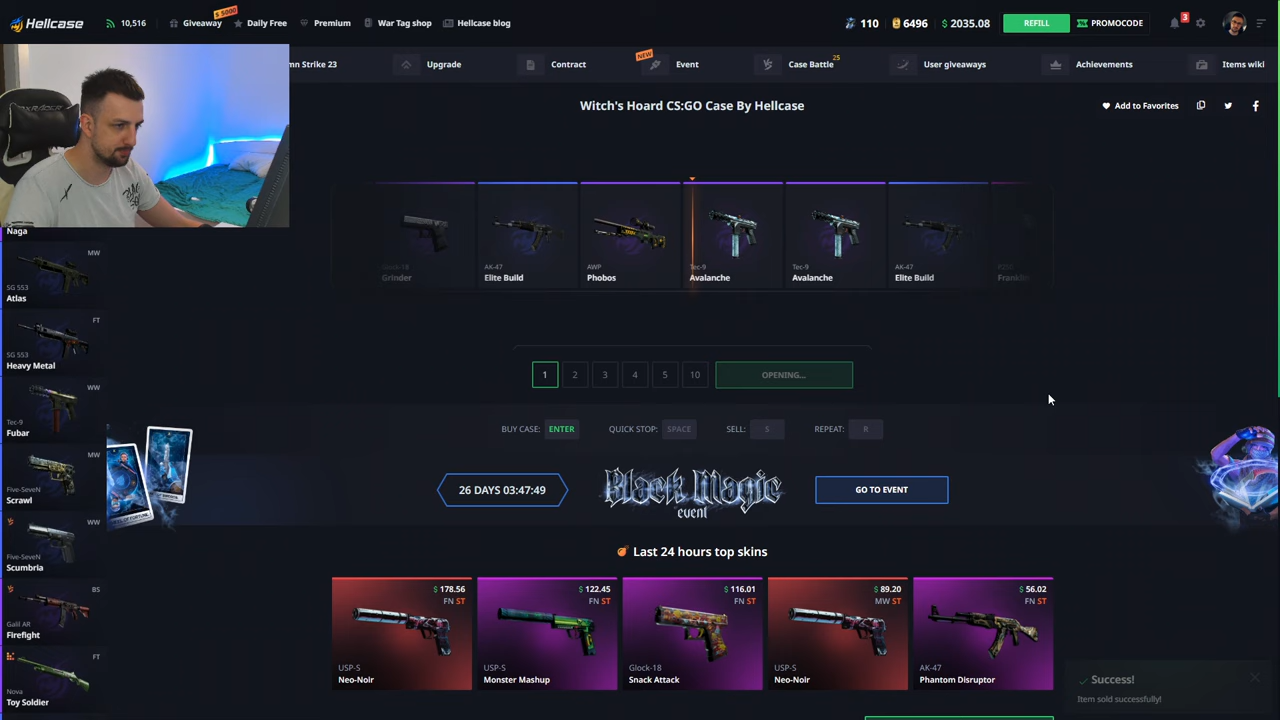 Hellcase
10,516
$ 5000
Giveaway
Daily Free
Premium
War Tag shop
Hellcase blog
110
6496
$ 2035.08
REFILL
PROMOCODE
3
mn Strike 23
Upgrade
Contract
NEW
Event
Case Battle
25
User giveaways
Achievements
Items wiki
Witch's Hoard CS:GO Case By Hellcase
Add to Favorites
Glock-18
Grinder
AK-47
Elite Build
AWP
Phobos
Tec-9
Avalanche
Tec-9
Avalanche
AK-47
Elite Build
P250
Franklin
1
2
3
4
5
10
OPENING...
BUY CASE:
ENTER
QUICK STOP:
SPACE
SELL:
S
REPEAT:
R
26 DAYS 03:47:49
Black Magic
event
GO TO EVENT
Last 24 hours top skins
$ 178.56
FN ST
USP-S
Neo-Noir
$ 122.45
FN ST
USP-S
Monster Mashup
$ 116.01
FN ST
Glock-18
Snack Attack
$ 89.20
MW ST
USP-S
Neo-Noir
$ 56.02
FN ST
AK-47
Phantom Disruptor
Naga
MW
SG 553
Atlas
FT
SG 553
Heavy Metal
WW
Tec-9
Fubar
MW
Five-SeveN
Scrawl
WW
Five-SeveN
Scumbria
BS
Galil AR
Firefight
FT
Nova
Toy Soldier
Success!
Item sold successfully!